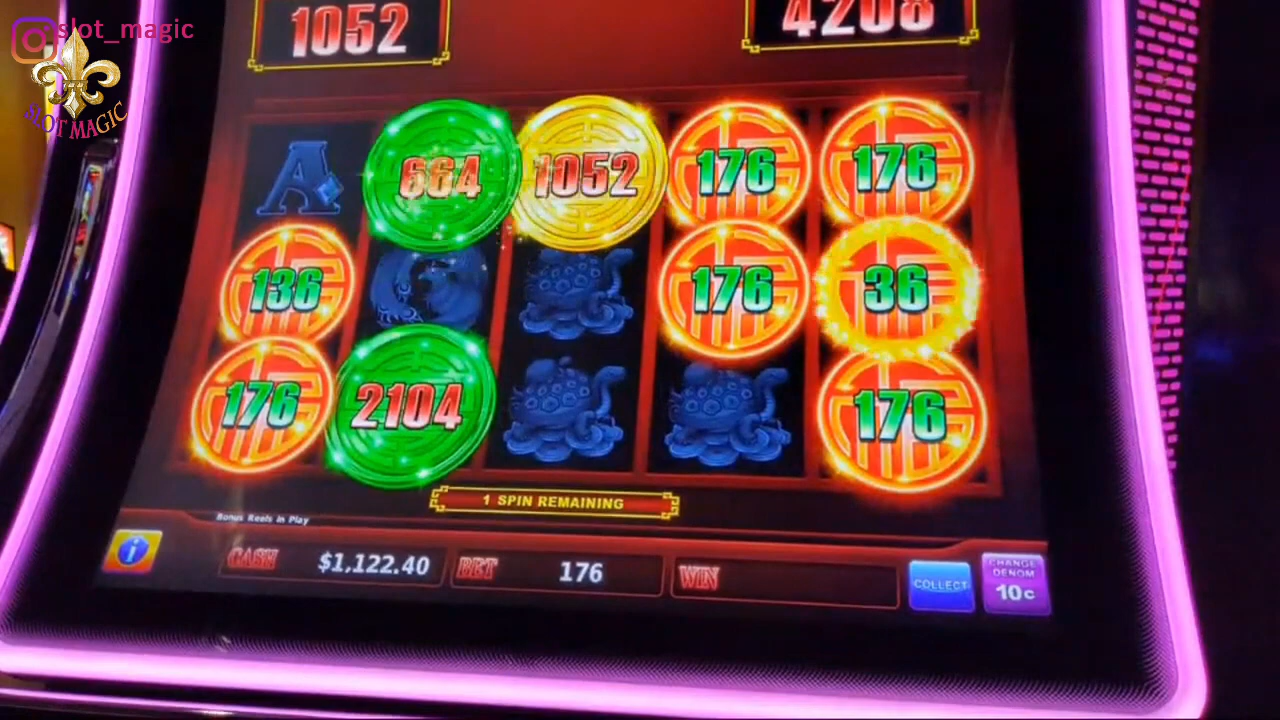 slot_magic
SLOT MAGIC
1052
4208
A
664
1052
176
176
136
176
36
176
2104
176
1 SPIN REMAINING
Bonus Reels In Play
CASH $1,122.40 BET 176 WIN
COLLECT
CHANGE
DENOM
10¢